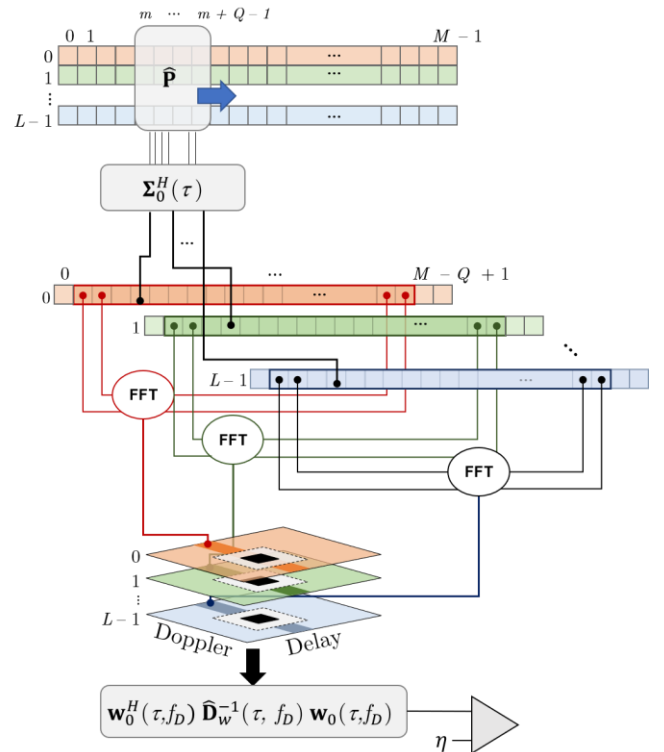 m ⋯ m + Q − 1
0 1 M − 1
0 ...
1 ...
⋮
L − 1 ...
P̂
Σ₀ᴴ(τ)
...
0 ... M − Q + 1
0 ...
1 ...
⋱
L − 1 ...
FFT
FFT
FFT
0
1
⋮
L − 1
Doppler Delay
w₀ᴴ(τ,f_D) D̂_w⁻¹(τ, f_D) w₀(τ,f_D)
η